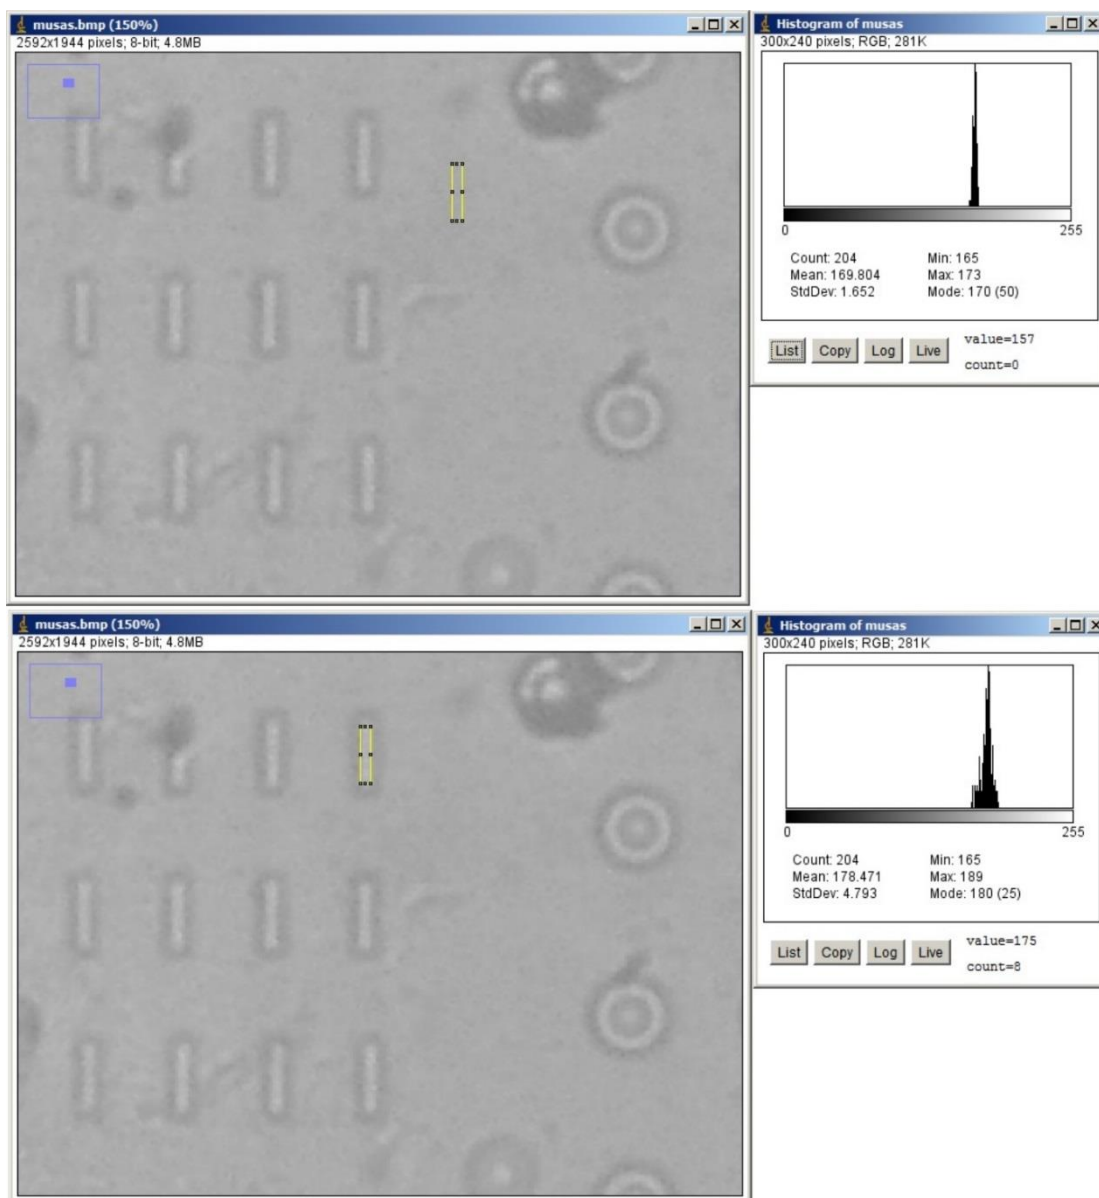 musas.bmp (150%)
2592x1944 pixels; 8-bit; 4.8MB
Histogram of musas
300x240 pixels; RGB; 281K
0 255
Count: 204 Min: 165
Mean: 169.804 Max: 173
StdDev: 1.652 Mode: 170 (50)
List Copy Log Live value=157
count=0
musas.bmp (150%)
2592x1944 pixels; 8-bit; 4.8MB
Histogram of musas
300x240 pixels; RGB; 281K
0 255
Count: 204 Min: 165
Mean: 178.471 Max: 189
StdDev: 4.793 Mode: 180 (25)
List Copy Log Live value=175
count=8